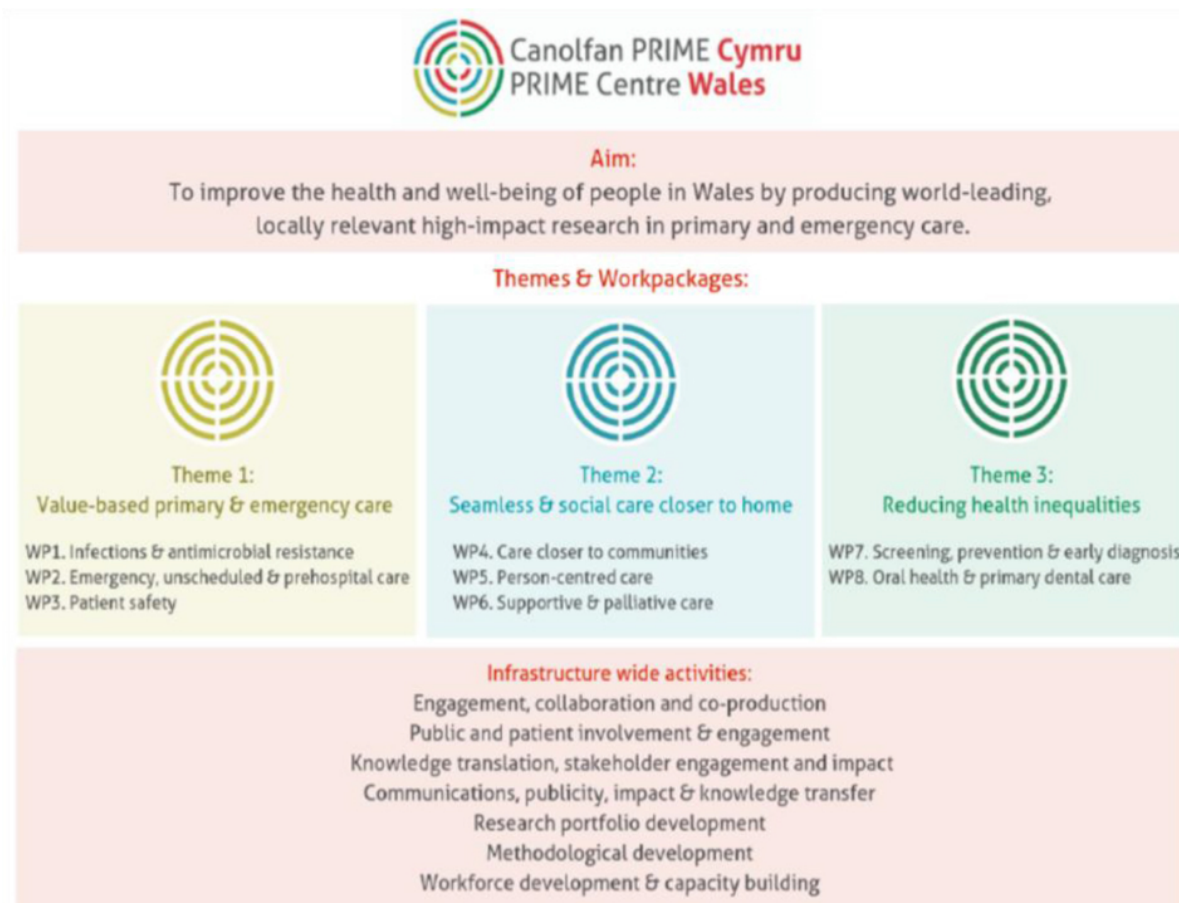 Canolfan PRIME Cymru
PRIME Centre Wales
Aim:
To improve the health and well-being of people in Wales by producing world-leading,
locally relevant high-impact research in primary and emergency care.
Themes & Workpackages:
Theme 1:
Value-based primary & emergency care
WP1. Infections & antimicrobial resistance
WP2. Emergency, unscheduled & prehospital care
WP3. Patient safety
Theme 2:
Seamless & social care closer to home
WP4. Care closer to communities
WP5. Person-centred care
WP6. Supportive & palliative care
Theme 3:
Reducing health inequalities
WP7. Screening, prevention & early diagnosis
WP8. Oral health & primary dental care
Infrastructure wide activities:
Engagement, collaboration and co-production
Public and patient involvement & engagement
Knowledge translation, stakeholder engagement and impact
Communications, publicity, impact & knowledge transfer
Research portfolio development
Methodological development
Workforce development & capacity building